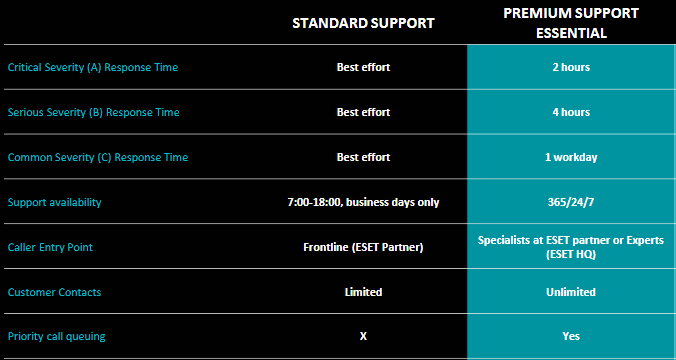 STANDARD SUPPORT
PREMIUM SUPPORT
ESSENTIAL
Critical Severity (A) Response Time
Best effort
2 hours
Serious Severity (B) Response Time
Best effort
4 hours
Common Severity (C) Response Time
Best effort
1 workday
Support availability
7:00-18:00, business days only
365/24/7
Caller Entry Point
Frontline (ESET Partner)
Specialists at ESET partner or Experts
(ESET HQ)
Customer Contacts
Limited
Unlimited
Priority call queuing
X
Yes